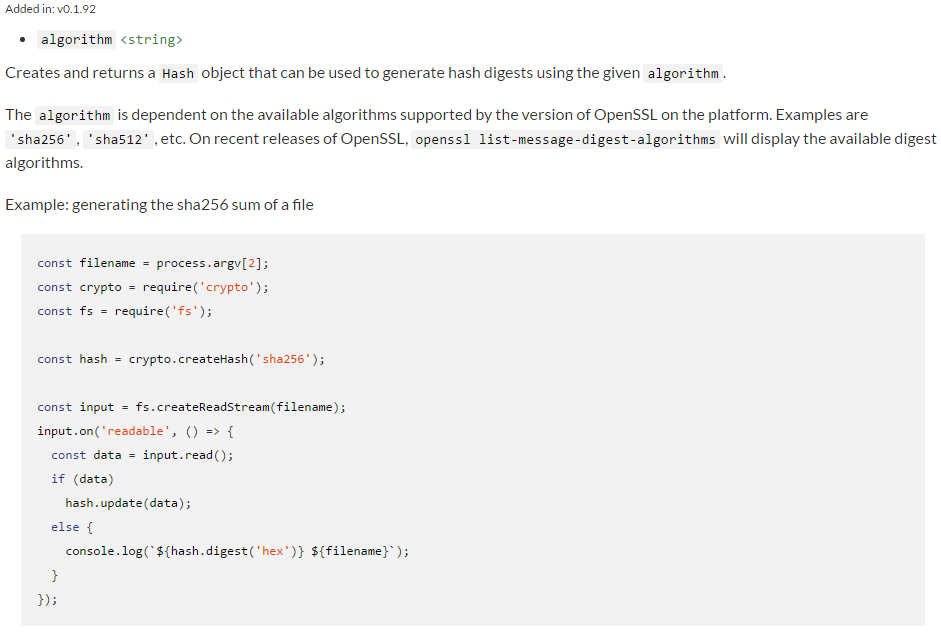 Added in: v0.1.92
• algorithm <string>
Creates and returns a Hash object that can be used to generate hash digests using the given algorithm.
The algorithm is dependent on the available algorithms supported by the version of OpenSSL on the platform. Examples are
'sha256', 'sha512', etc. On recent releases of OpenSSL, openssl list-message-digest-algorithms will display the available digest
algorithms.
Example: generating the sha256 sum of a file
const filename = process.argv[2];
const crypto = require('crypto');
const fs = require('fs');
const hash = crypto.createHash('sha256');
const input = fs.createReadStream(filename);
input.on('readable', () => {
  const data = input.read();
  if (data)
    hash.update(data);
  else {
    console.log(`${hash.digest('hex')} ${filename}`);
  }
});